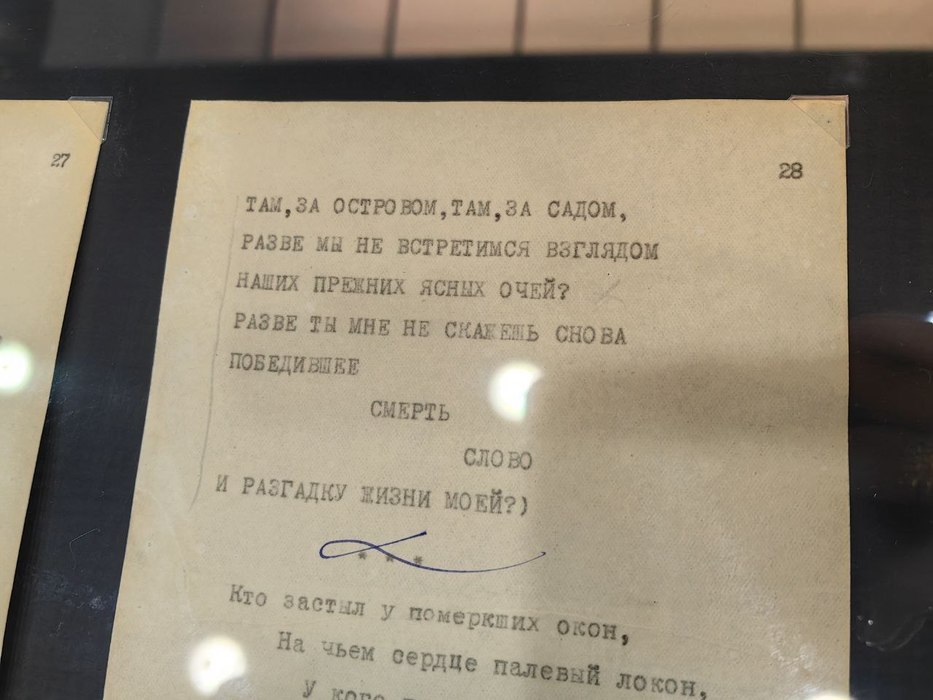 27
28
ТАМ,ЗА ОСТРОВОМ,ТАМ,ЗА САДОМ,
РАЗВЕ МЫ НЕ ВСТРЕТИМСЯ ВЗГЛЯДОМ
НАШИХ ПРЕЖНИХ ЯСНЫХ ОЧЕЙ?
РАЗВЕ ТЫ МНЕ НЕ СКАЖЕШЬ СНОВА
ПОБЕДИВШЕЕ
СМЕРТЬ
СЛОВО
И РАЗГАДКУ ЖИЗНИ МОЕЙ?)
* * *
Кто застыл у померкших окон,
На чьем сердце палевый локон,
у кого